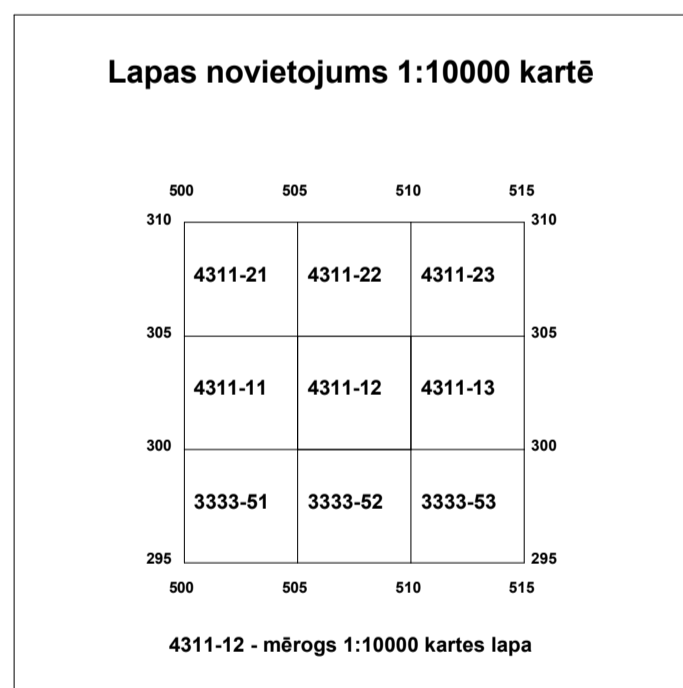 Lapas novietojums 1:10000 kartē
500 505 510 515
310 310
4311-21 4311-22 4311-23
305 305
4311-11 4311-12 4311-13
300 300
3333-51 3333-52 3333-53
295 295
500 505 510 515
4311-12 - mērogs 1:10000 kartes lapa